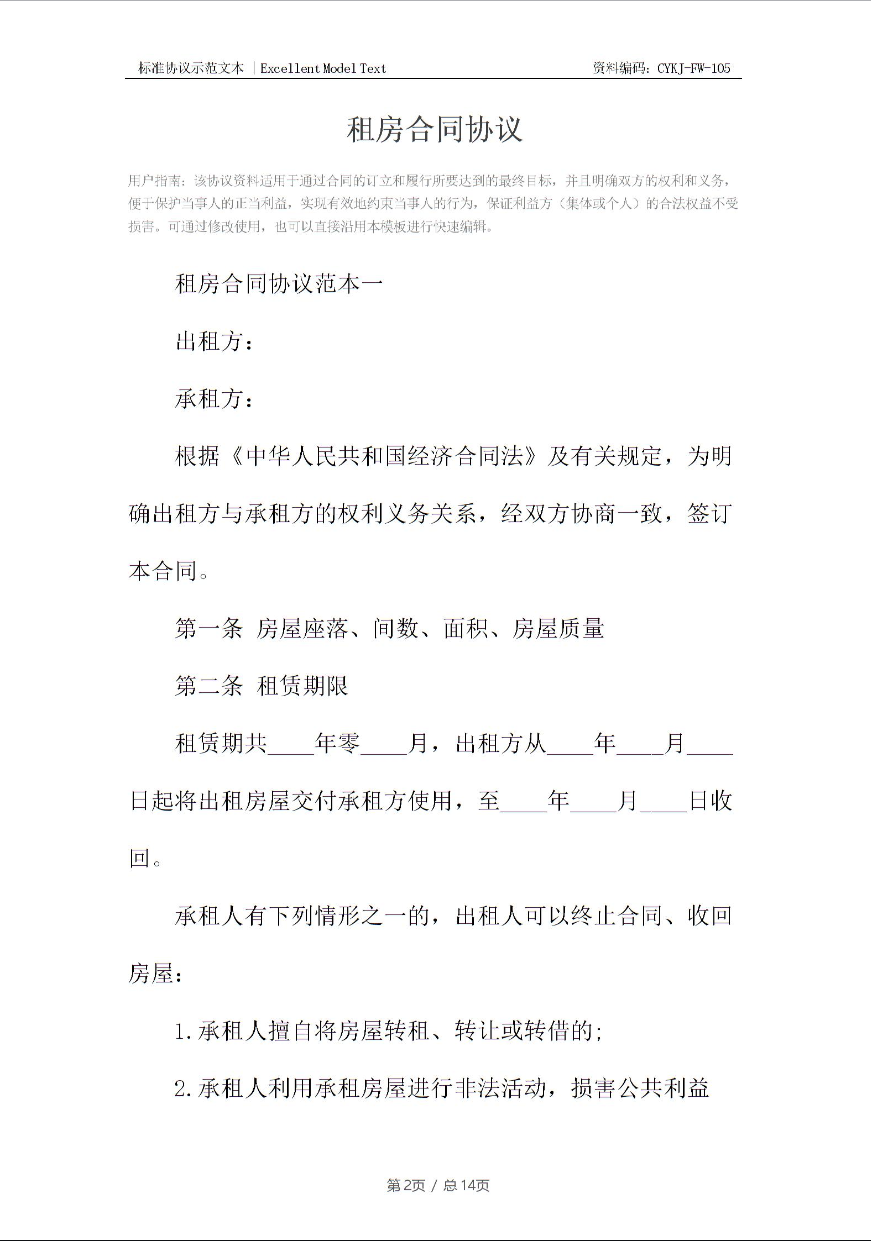 标准协议示范文本 | Excellent Model Text 资料编码：CYKJ-FW-105
租房合同协议
用户指南：该协议资料适用于通过合同的订立和履行所要达到的最终目标，并且明确双方的权利和义务，
便于保护当事人的正当利益，实现有效地约束当事人的行为，保证利益方（集体或个人）的合法权益不受
损害。可通过修改使用，也可以直接沿用本模板进行快速编辑。
租房合同协议范本一
出租方：
承租方：
根据《中华人民共和国经济合同法》及有关规定，为明
确出租方与承租方的权利义务关系，经双方协商一致，签订
本合同。
第一条 房屋座落、间数、面积、房屋质量
第二条 租赁期限
租赁期共____年零____月，出租方从____年____月____
日起将出租房屋交付承租方使用，至____年____月____日收
回。
承租人有下列情形之一的，出租人可以终止合同、收回
房屋：
1.承租人擅自将房屋转租、转让或转借的;
2.承租人利用承租房屋进行非法活动，损害公共利益
第2页 / 总14页